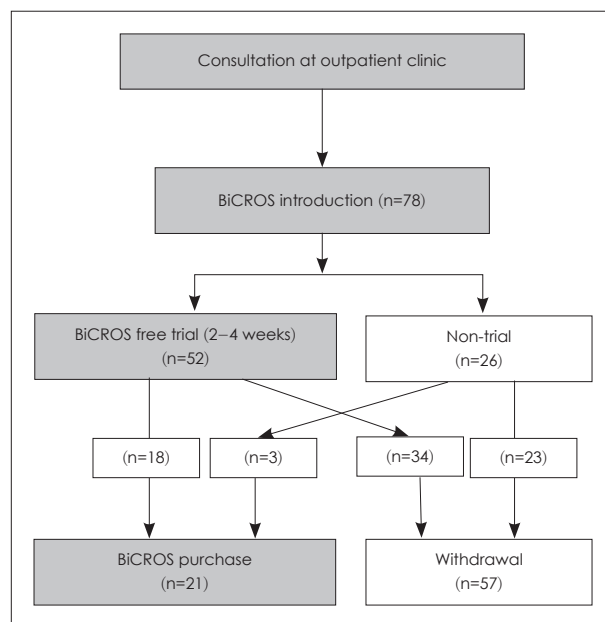 Consultation at outpatient clinic
BiCROS introduction (n=78)
BiCROS free trial (2–4 weeks)
(n=52)
Non-trial
(n=26)
(n=18)
(n=3)
(n=34)
(n=23)
BiCROS purchase
(n=21)
Withdrawal
(n=57)